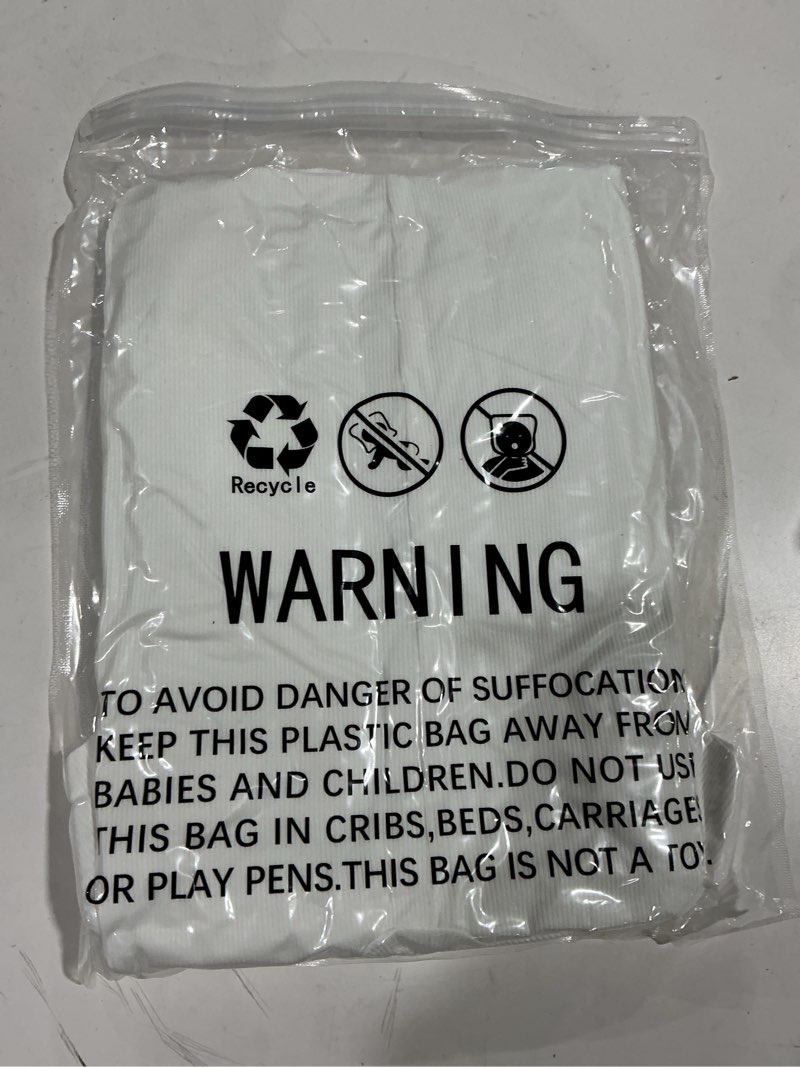 Recycle
WARNING
TO AVOID DANGER OF SUFFOCATION
KEEP THIS PLASTIC BAG AWAY FROM
BABIES AND CHILDREN.DO NOT USE
THIS BAG IN CRIBS,BEDS,CARRIAGES
OR PLAY PENS.THIS BAG IS NOT A TOY.